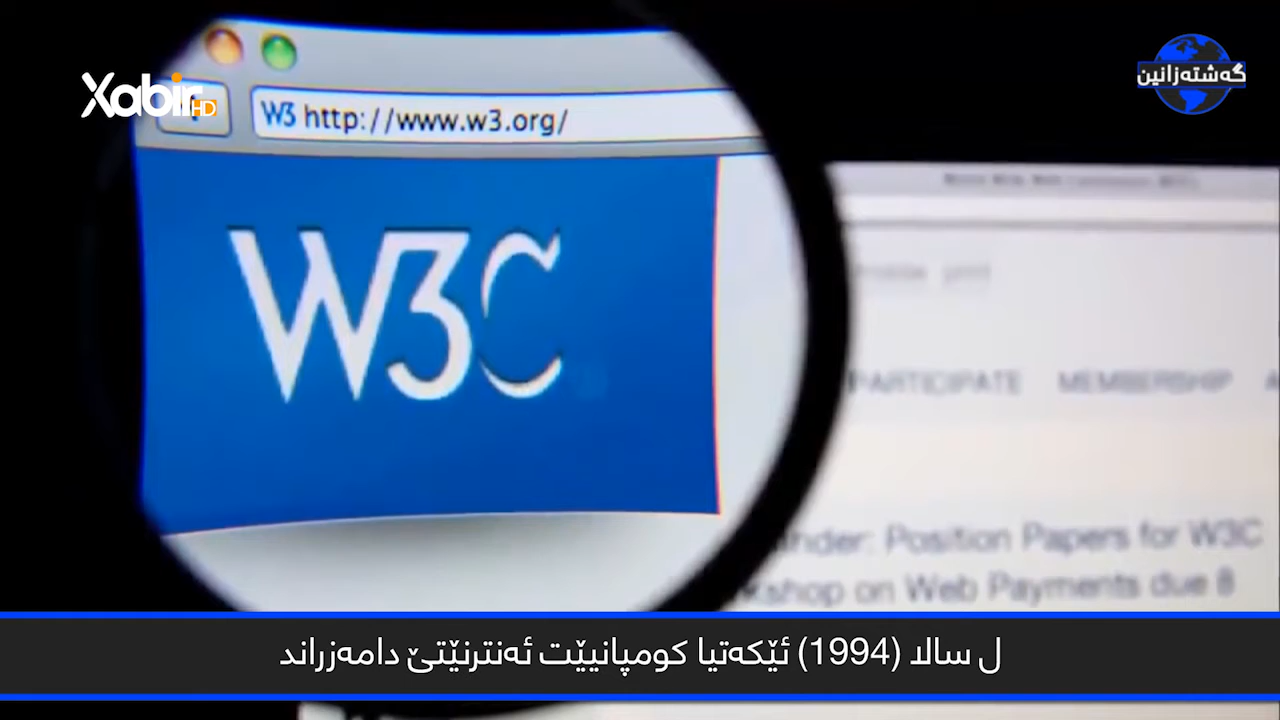 Xabir HD
گەشتەزانین
W3 http://www.w3.org/
W3C
PARTICIPATE MEMBERSHIP
Position Papers for W3C
on Web Payments due 8
ل سالا (1994) ئێکەتیا کومپانیێت ئەنترنێتێ دامەزراند